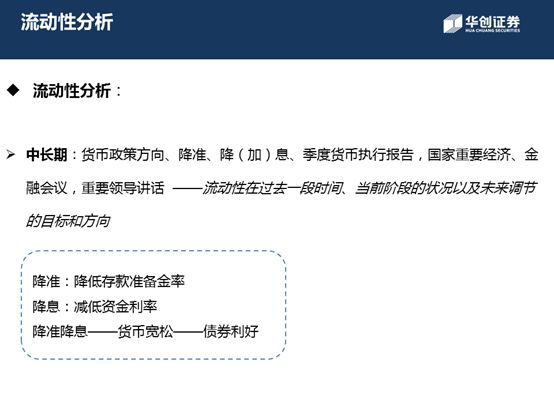 流动性分析
华创证券
HUA CHUANG SECURITIES
流动性分析：
中长期：货币政策方向、降准、降（加）息、季度货币执行报告，国家重要经济、金
融会议，重要领导讲话 ——流动性在过去一段时间、当前阶段的状况以及未来调节
的目标和方向
降准：降低存款准备金率
降息：减低资金利率
降准降息——货币宽松——债券利好